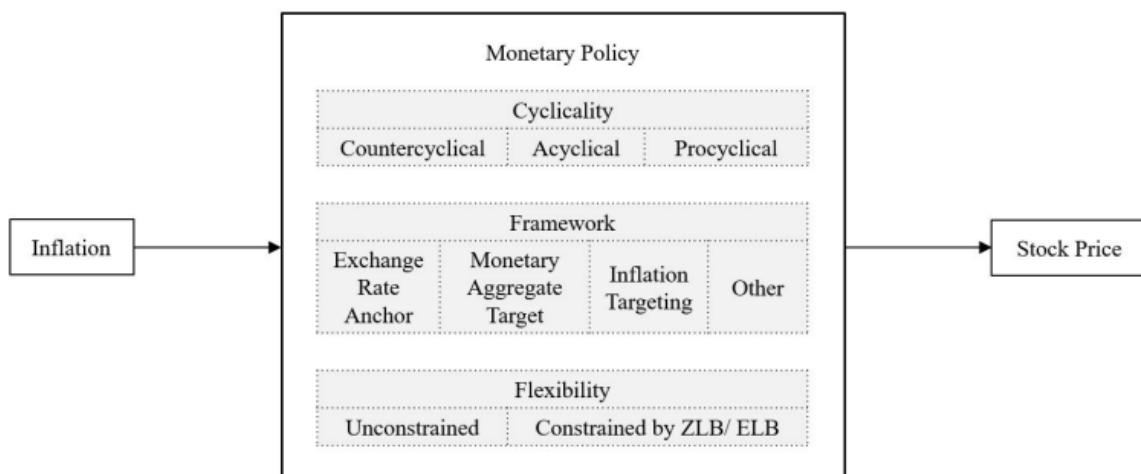 Monetary Policy
Cyclicality
Countercyclical Acyclical Procyclical
Inflation
Framework
Exchange
Rate
Anchor
Monetary
Aggregate
Target
Inflation
Targeting
Other
Flexibility
Unconstrained Constrained by ZLB/ ELB
Stock Price